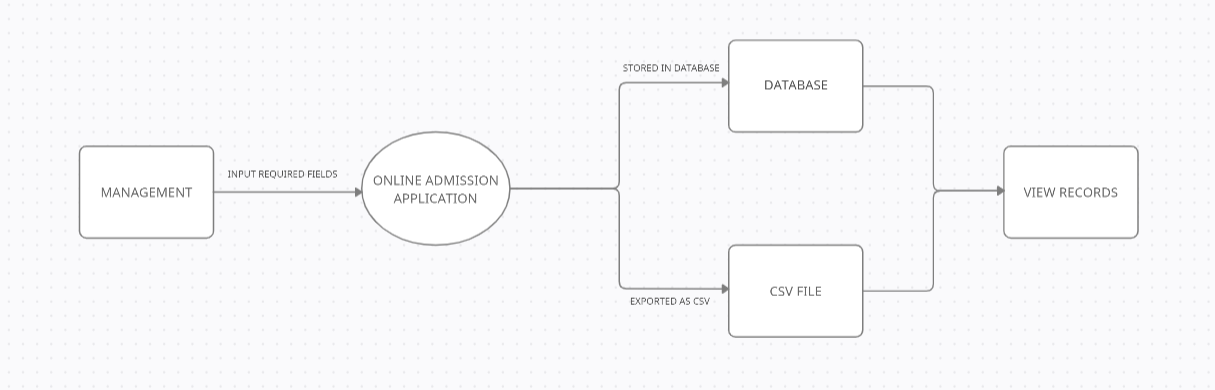 MANAGEMENT
INPUT REQUIRED FIELDS
ONLINE ADMISSION
APPLICATION
STORED IN DATABASE
DATABASE
EXPORTED AS CSV
CSV FILE
VIEW RECORDS